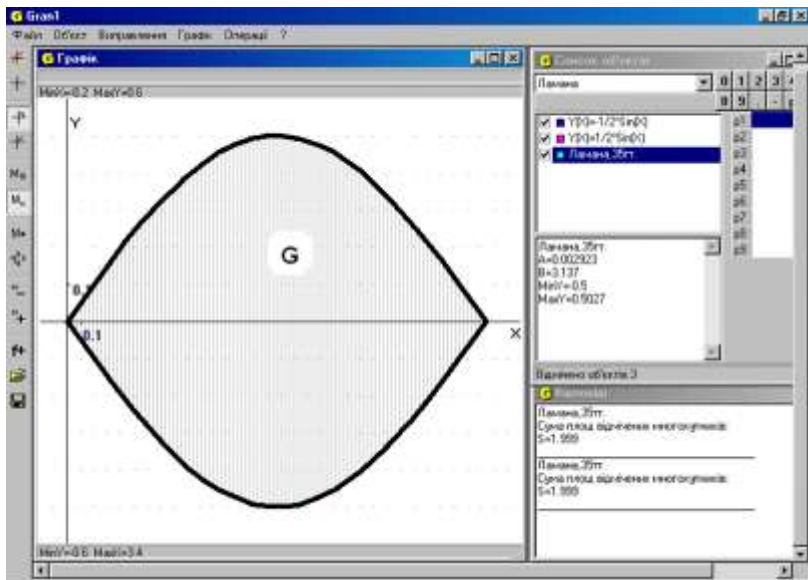 Gran1
Файл Об'єкт Виправлення Графік Операції ?
Графік
MinX=-0.2 MaxY=0.6
Y
G
0.1
X
MinY=-0.6 MaxX=3.4
Список об'єктів
Ламана
0 1 2 3
8 9 . -
Y(X)=-1/2*Sin(X)
Y(X)=1/2*Sin(X)
Ламана, 35тт.
p1
p2
p3
p4
p5
p6
p7
p8
p9
Ламана, 35тт.
A=0.002923
B=3.137
MinY=-0.5
MaxY=0.5027
Відмічено об'єктів: 3
Відповіді
Ламана, 35тт.
Сума площ відмічених многокутників:
S=1.999
Ламана, 35тт.
Сума площ відмічених многокутників:
S=1.999